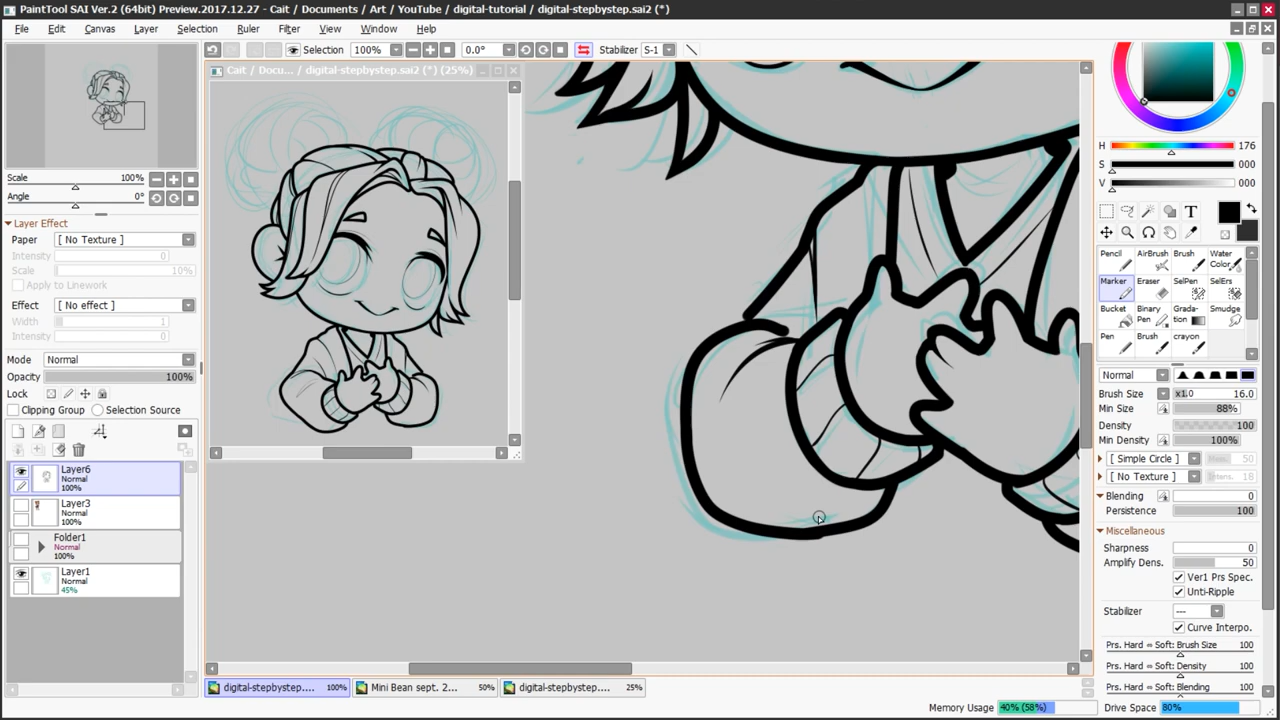 PaintTool SAI Ver.2 (64bit) Preview.2017.12.27 - Cait / Documents / Art / YouTube / digital-tutorial / digital-stepbystep.sai2 (*)
File Edit Canvas Layer Selection Ruler Filter View Window Help
Selection 100% 0.0° Stabilizer S-1
Cait / Docu... / digital-stepbystep.sai2 (*) (25%)
Scale 100%
Angle 0°
Layer Effect
Paper [ No Texture ]
Intensity 0
Scale 10%
Apply to Linework
Effect [ No effect ]
Width 1
Intensity 0
Mode Normal
Opacity 100%
Lock
Clipping Group Selection Source
Layer6
Normal
100%
Layer3
Normal
100%
Folder1
Normal
100%
Layer1
Normal
45%
H 176
S 000
V 000
T
Pencil AirBrush Brush Water Color
Marker Eraser SelPen SelErs
Bucket Binary Pen Grada-tion Smudge
Pen Brush crayon
Normal
Brush Size x1.0 16.0
Min Size 88%
Density 100
Min Density 100%
[ Simple Circle ] 50
[ No Texture ] Intens. 18
Blending 0
Persistence 100
Miscellaneous
Sharpness 0
Amplify Dens. 50
Ver1 Prs Spec.
Anti-Ripple
Stabilizer ---
Curve Interpo.
Prs. Hard ⇔ Soft: Brush Size 100
Prs. Hard ⇔ Soft: Density 100
Prs. Hard ⇔ Soft: Blending 100
digital-stepbystep.... 100% Mini Bean sept. 2... 50% digital-stepbystep.... 25%
Memory Usage 40% (58%) Drive Space 80%